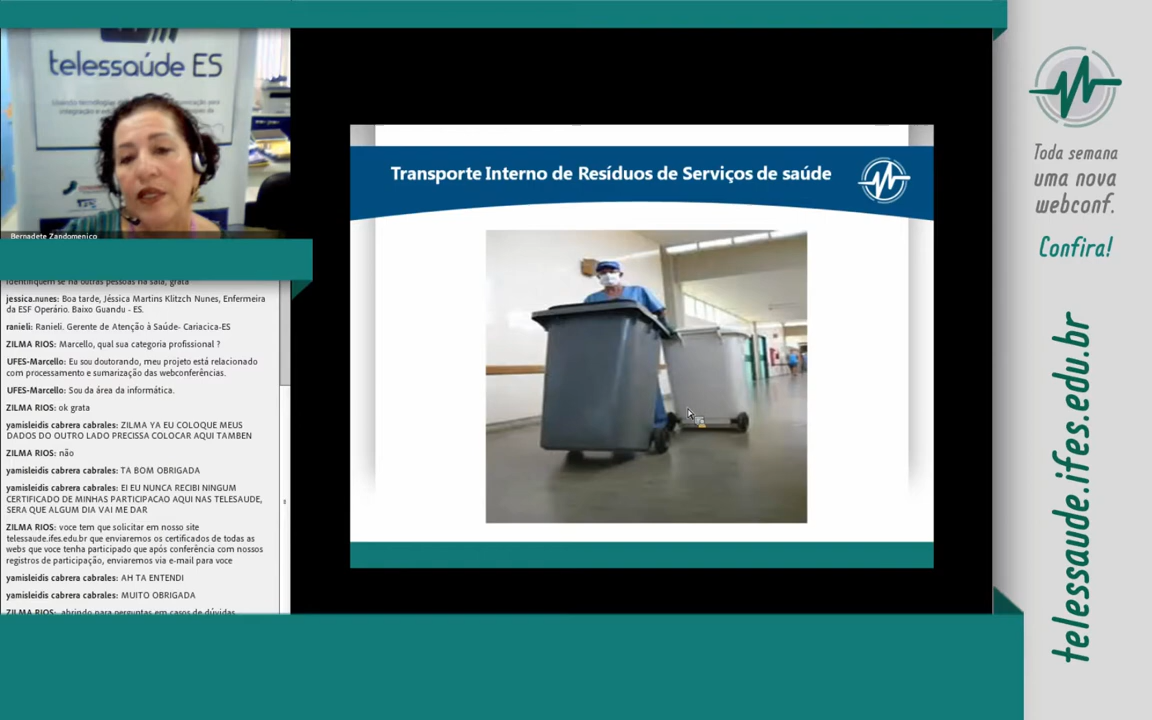 telessaúde ES
Bernadete Zandomenico
identifiquem se há outras pessoas na sala, grata
jessica.nunes: Boa tarde, Jéssica Martins Klitzch Nunes, Enfermeira
da ESF Operário. Baixo Guandu - ES.
ranieli: Ranieli. Gerente de Atenção à Saúde- Cariacica-ES
ZILMA RIOS: Marcello, qual sua categoria profissional ?
UFES-Marcello: Eu sou doutorando, meu projeto está relacionado
com processamento e sumarização das webconferências.
UFES-Marcello: Sou da área da informática.
ZILMA RIOS: ok grata
yamisleidis cabrera cabrales: ZILMA YA EU COLOQUE MEUS
DADOS DO OUTRO LADO PRECISSA COLOCAR AQUI TAMBEN
ZILMA RIOS: não
yamisleidis cabrera cabrales: TA BOM OBRIGADA
yamisleidis cabrera cabrales: EI EU NUNCA RECIBI NINGUM
CERTIFICADO DE MINHAS PARTICIPACAO AQUI NAS TELESAUDE,
SERA QUE ALGUM DIA VAI ME DAR
ZILMA RIOS: voce tem que solicitar em nosso site
telessaude.ifes.edu.br que enviaremos os certificados de todas as
webs que voce tenha participado que após conferência com nossos
registros de participação, enviaremos via e-mail para voce
yamisleidis cabrera cabrales: AH TA ENTENDI
yamisleidis cabrera cabrales: MUITO OBRIGADA
ZILMA RIOS: abrindo para perguntas em casos de dúvidas
Transporte Interno de Resíduos de Serviços de saúde
Toda semana
uma nova
webconf.
Confira!
telessaude.ifes.edu.br